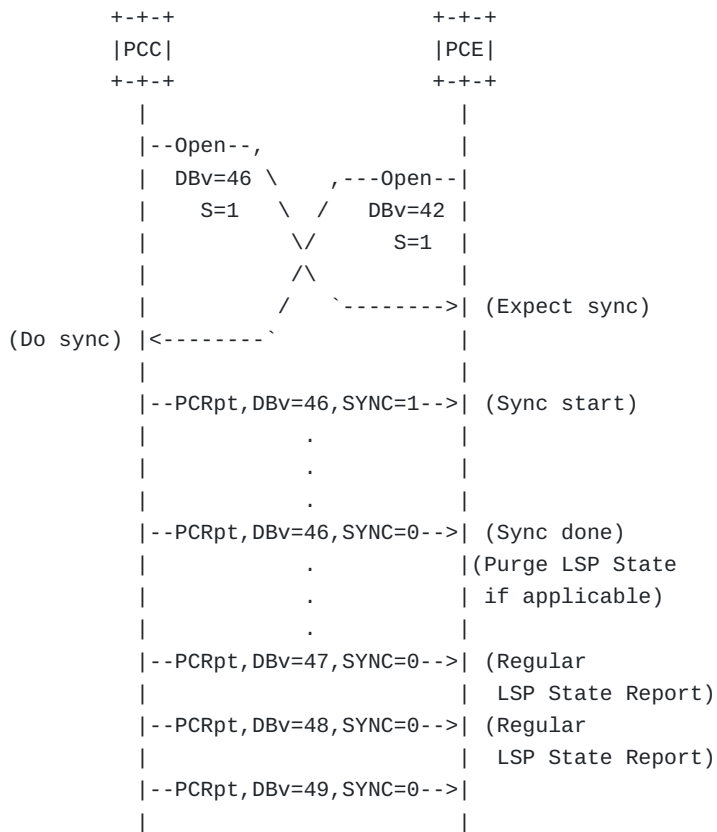 +-+-+                    +-+-+
|PCC|                    |PCE|
+-+-+                    +-+-+
|                    |
|--Open--,             |
|  DBv=46 \    ,---Open--|
|    S=1   \  /   DBv=42 |
|           \/      S=1  |
|           /\           |
|          /  `-------->| (Expect sync)
(Do sync) |<--------`            |
|                    |
|--PCRpt,DBv=46,SYNC=1-->| (Sync start)
|          .         |
|          .         |
|          .         |
|--PCRpt,DBv=46,SYNC=0-->| (Sync done)
|          .         |(Purge LSP State
|          .         | if applicable)
|          .         |
|--PCRpt,DBv=47,SYNC=0-->| (Regular
|                    |  LSP State Report)
|--PCRpt,DBv=48,SYNC=0-->| (Regular
|                    |  LSP State Report)
|--PCRpt,DBv=49,SYNC=0-->|
|                    |